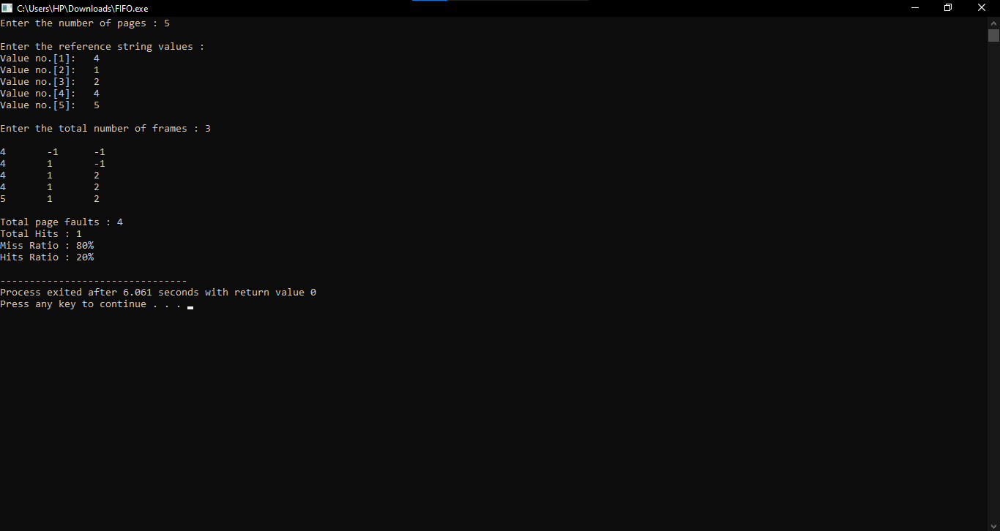 C:\Users\HP\Downloads\FIFO.exe
Enter the number of pages : 5
Enter the reference string values :
Value no.[1]:   4
Value no.[2]:   1
Value no.[3]:   2
Value no.[4]:   4
Value no.[5]:   5
Enter the total number of frames : 3
4       -1      -1
4       1       -1
4       1       2
4       1       2
5       1       2
Total page faults : 4
Total Hits : 1
Miss Ratio : 80%
Hits Ratio : 20%
--------------------------------
Process exited after 6.061 seconds with return value 0
Press any key to continue . . .